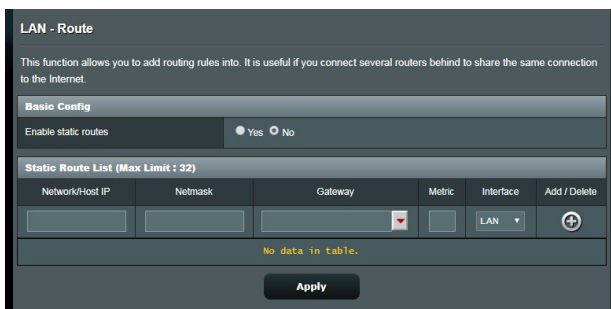 LAN - Route
This function allows you to add routing rules into. It is useful if you connect several routers behind to share the same connection
to the Internet.
Basic Config
Enable static routes Yes No
Static Route List (Max Limit : 32)
Network/Host IP Netmask Gateway Metric Interface Add / Delete
LAN
No data in table.
Apply